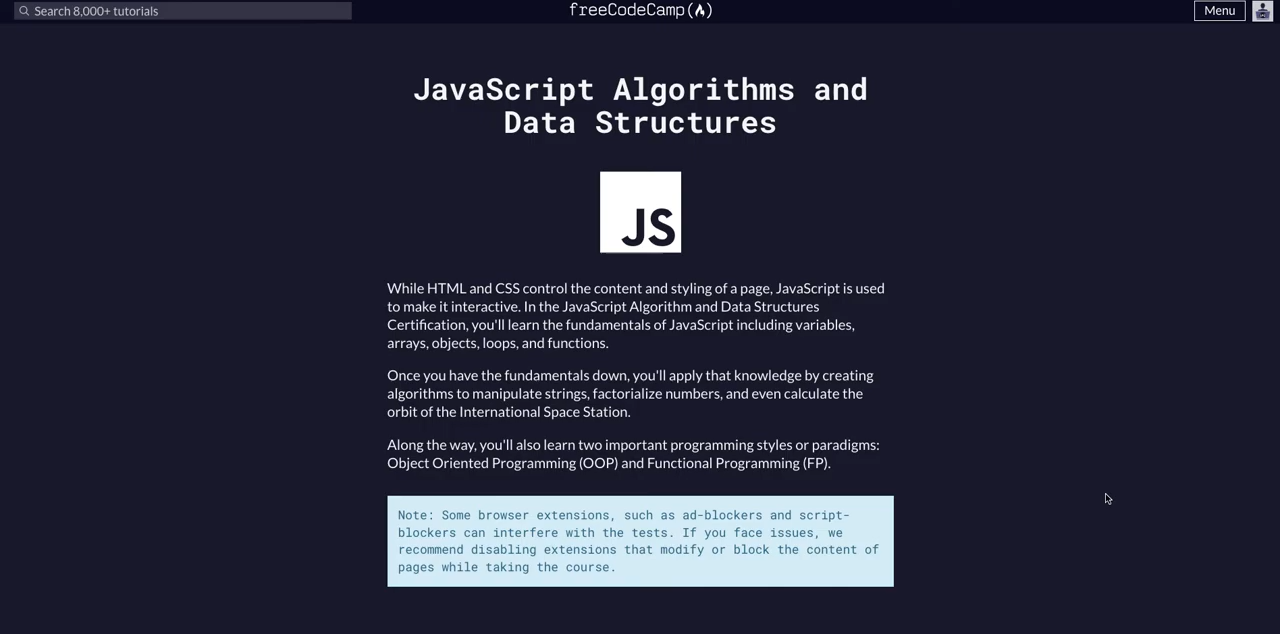 Search 8,000+ tutorials
freeCodeCamp
Menu
JavaScript Algorithms and
Data Structures
JS
While HTML and CSS control the content and styling of a page, JavaScript is used
to make it interactive. In the JavaScript Algorithm and Data Structures
Certification, you'll learn the fundamentals of JavaScript including variables,
arrays, objects, loops, and functions.
Once you have the fundamentals down, you'll apply that knowledge by creating
algorithms to manipulate strings, factorialize numbers, and even calculate the
orbit of the International Space Station.
Along the way, you'll also learn two important programming styles or paradigms:
Object Oriented Programming (OOP) and Functional Programming (FP).
Note: Some browser extensions, such as ad-blockers and script-
blockers can interfere with the tests. If you face issues, we
recommend disabling extensions that modify or block the content of
pages while taking the course.